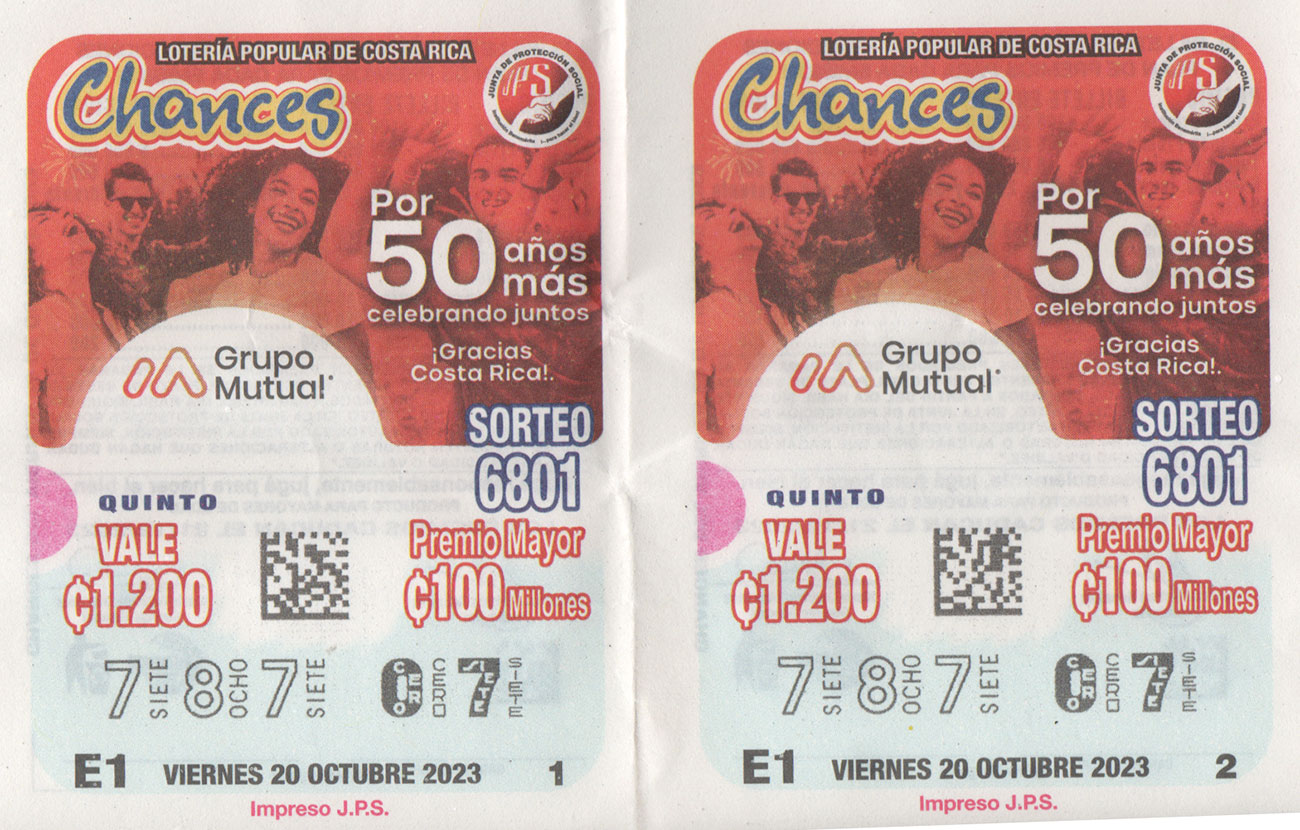 LOTERÍA POPULAR DE COSTA RICA
Chances
JUNTA DE PROTECCIÓN SOCIAL
JPS
Por
50 años
más
celebrando juntos
¡Gracias
Costa Rica!.
Grupo
Mutual
SORTEO
6801
QUINTO
VALE
₡1.200
Premio Mayor
₡100 Millones
7 SIETE 8 OCHO 7 SIETE 0 CERO CERO 7 SIETE SIETE
E1 VIERNES 20 OCTUBRE 2023 1
Impreso J.P.S.
LOTERÍA POPULAR DE COSTA RICA
Chances
JUNTA DE PROTECCIÓN SOCIAL
JPS
Por
50 años
más
celebrando juntos
¡Gracias
Costa Rica!.
Grupo
Mutual
SORTEO
6801
QUINTO
VALE
₡1.200
Premio Mayor
₡100 Millones
7 SIETE 8 OCHO 7 SIETE 0 CERO CERO 7 SIETE SIETE
E1 VIERNES 20 OCTUBRE 2023 2
Impreso J.P.S.